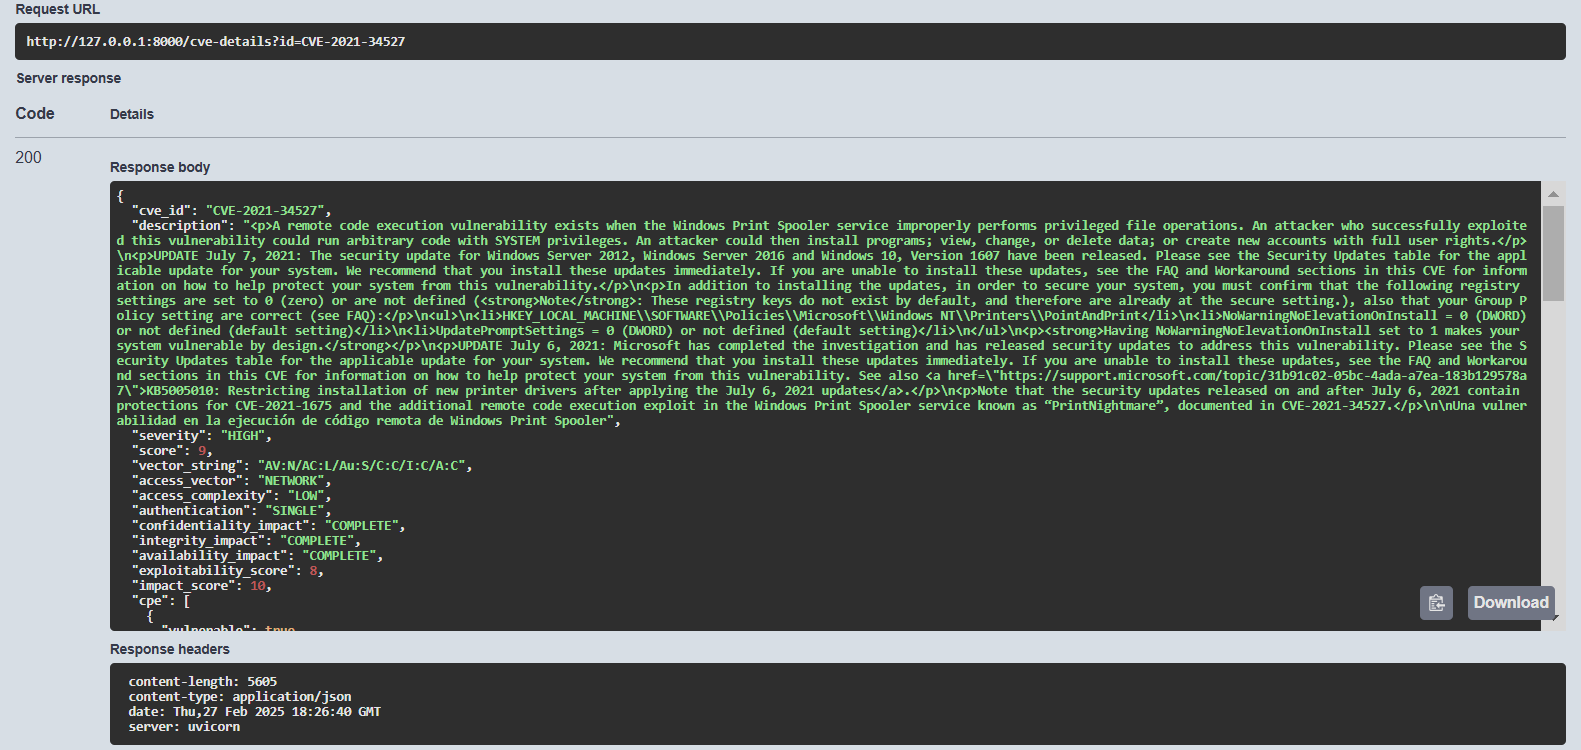 Request URL
http://127.0.0.1:8000/cve-details?id=CVE-2021-34527
Server response
Code Details
200
Response body
{
"cve_id": "CVE-2021-34527",
"description": "<p>A remote code execution vulnerability exists when the Windows Print Spooler service improperly performs privileged file operations. An attacker who successfully exploite
d this vulnerability could run arbitrary code with SYSTEM privileges. An attacker could then install programs; view, change, or delete data; or create new accounts with full user rights.</p>
\n<p>UPDATE July 7, 2021: The security update for Windows Server 2012, Windows Server 2016 and Windows 10, Version 1607 have been released. Please see the Security Updates table for the appl
icable update for your system. We recommend that you install these updates immediately. If you are unable to install these updates, see the FAQ and Workaround sections in this CVE for inform
ation on how to help protect your system from this vulnerability.</p>\n<p>In addition to installing the updates, in order to secure your system, you must confirm that the following registry
settings are set to 0 (zero) or are not defined (<strong>Note</strong>: These registry keys do not exist by default, and therefore are already at the secure setting.), also that your Group P
olicy setting are correct (see FAQ):</p>\n<ul>\n<li>HKEY_LOCAL_MACHINE\\SOFTWARE\\Policies\\Microsoft\\Windows NT\\Printers\\PointAndPrint</li>\n<li>NoWarningNoElevationOnInstall = 0 (DWORD)
or not defined (default setting)</li>\n<li>UpdatePromptSettings = 0 (DWORD) or not defined (default setting)</li>\n</ul>\n<p><strong>Having NoWarningNoElevationOnInstall set to 1 makes your
system vulnerable by design.</strong></p>\n<p>UPDATE July 6, 2021: Microsoft has completed the investigation and has released security updates to address this vulnerability. Please see the S
ecurity Updates table for the applicable update for your system. We recommend that you install these updates immediately. If you are unable to install these updates, see the FAQ and Workarou
nd sections in this CVE for information on how to help protect your system from this vulnerability. See also <a href=\"https://support.microsoft.com/topic/31b91c02-05bc-4ada-a7ea-183b129578a
7\">KB5005010: Restricting installation of new printer drivers after applying the July 6, 2021 updates</a>.</p>\n<p>Note that the security updates released on and after July 6, 2021 contain
protections for CVE-2021-1675 and the additional remote code execution exploit in the Windows Print Spooler service known as “PrintNightmare”, documented in CVE-2021-34527.</p>\n\nUna vulner
abilidad en la ejecución de código remota de Windows Print Spooler",
"severity": "HIGH",
"score": 9,
"vector_string": "AV:N/AC:L/Au:S/C:C/I:C/A:C",
"access_vector": "NETWORK",
"access_complexity": "LOW",
"authentication": "SINGLE",
"confidentiality_impact": "COMPLETE",
"integrity_impact": "COMPLETE",
"availability_impact": "COMPLETE",
"exploitability_score": 8,
"impact_score": 10,
"cpe": [
{
"vulnerable": true
Download
Response headers
content-length: 5605
content-type: application/json
date: Thu,27 Feb 2025 18:26:40 GMT
server: uvicorn